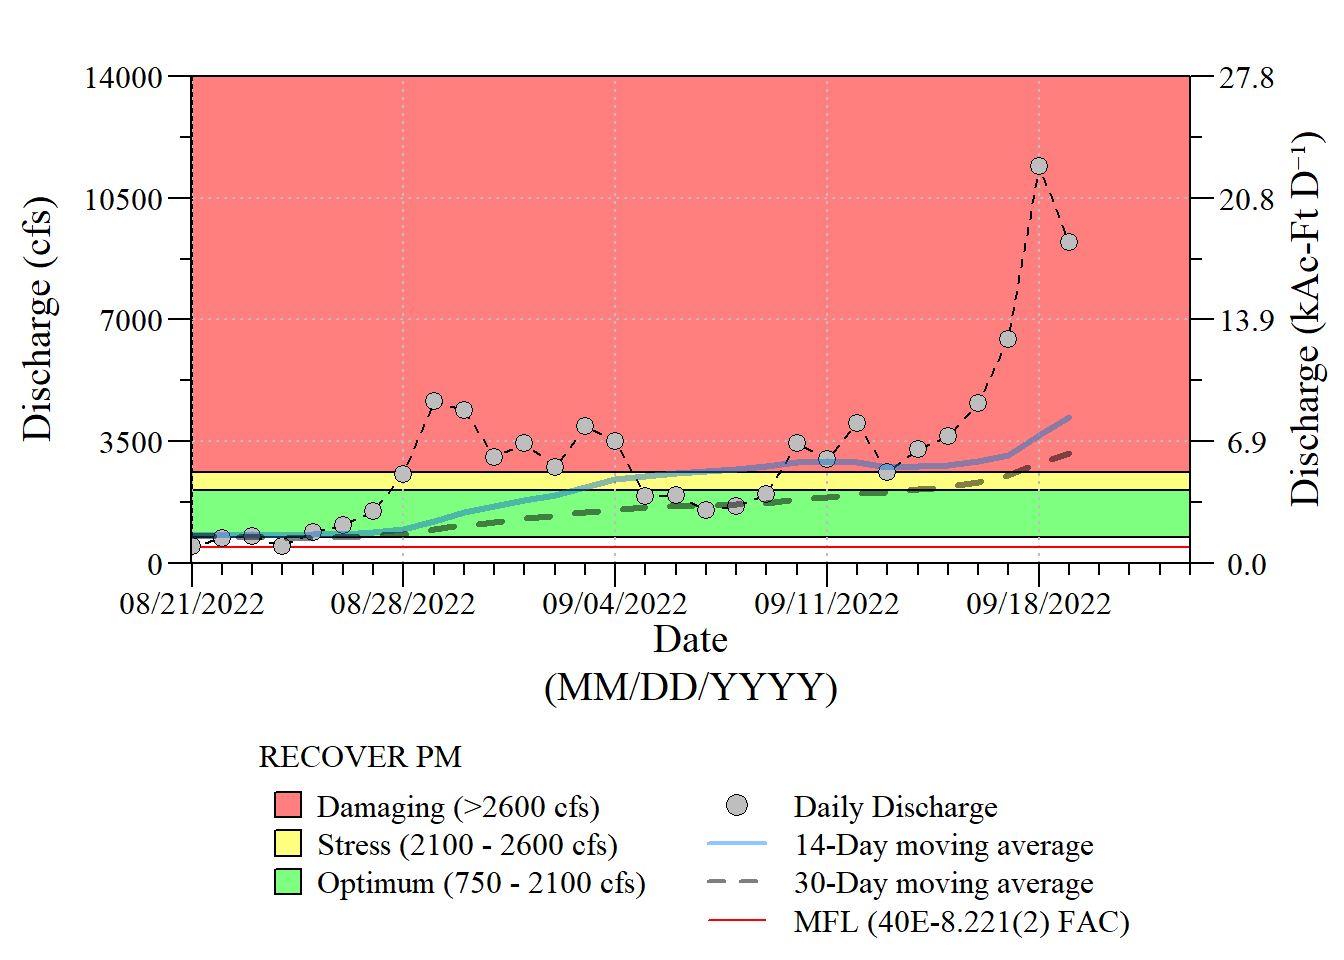 14000
10500
7000
3500
0
Discharge (cfs)
27.8
20.8
13.9
6.9
0.0
Discharge (kAc-Ft D⁻¹)
08/21/2022 08/28/2022 09/04/2022 09/11/2022 09/18/2022
Date
(MM/DD/YYYY)
RECOVER PM
Damaging (>2600 cfs)
Stress (2100 - 2600 cfs)
Optimum (750 - 2100 cfs)
Daily Discharge
14-Day moving average
30-Day moving average
MFL (40E-8.221(2) FAC)